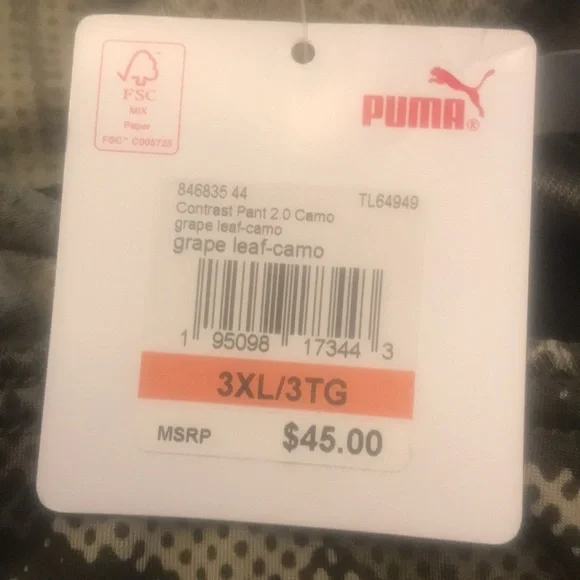 FSC
MIX
Paper
FSC™ C005725
PUMA®
846835 44
TL64949
Contrast Pant 2.0 Camo
grape leaf-camo
grape leaf-camo
1 95098 17344 3
3XL/3TG
MSRP $45.00